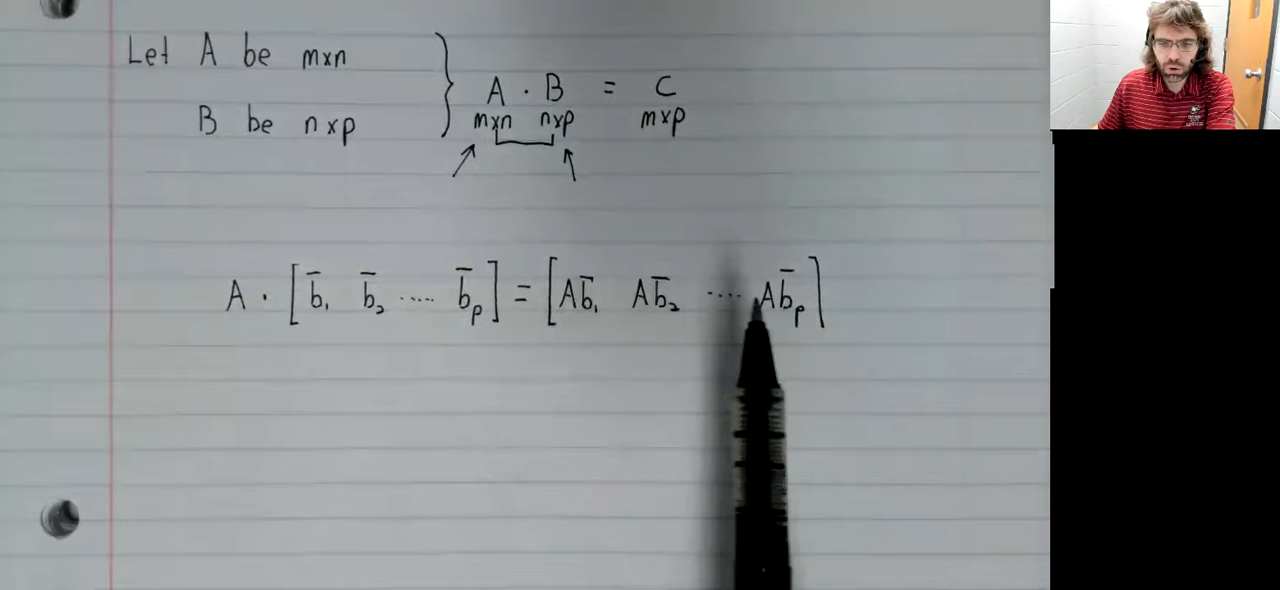 Let A be m×n
B be n×p } A · B = C
m×n n×p m×p
A · [b̅₁ b̅₂ ..... b̅ₚ] = [Ab̅₁ Ab̅₂ .... Ab̅ₚ]